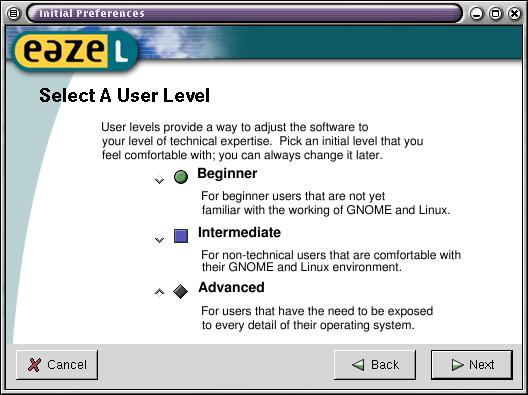 Initial Preferences
eazel
Select A User Level
User levels provide a way to adjust the software to
your level of technical expertise. Pick an initial level that you
feel comfortable with; you can always change it later.
Beginner
For beginner users that are not yet
familiar with the working of GNOME and Linux.
Intermediate
For non-technical users that are comfortable with
their GNOME and Linux environment.
Advanced
For users that have the need to be exposed
to every detail of their operating system.
Cancel
Back
Next